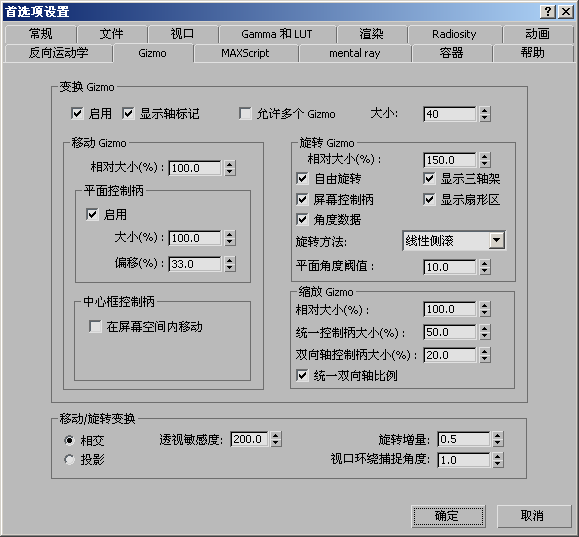 首选项设置
常规 文件 视口 Gamma 和 LUT 渲染 Radiosity 动画
反向运动学 Gizmo MAXScript mental ray 容器 帮助
变换 Gizmo
启用 显示轴标记 允许多个 Gizmo 大小: 40
移动 Gizmo
相对大小(%) : 100.0
平面控制柄
启用
大小(%) : 100.0
偏移(%) : 33.0
中心框控制柄
在屏幕空间内移动
旋转 Gizmo
相对大小(%) : 150.0
自由旋转 显示三轴架
屏幕控制柄 显示扇形区
角度数据
旋转方法: 线性侧滚
平面角度阈值 : 10.0
缩放 Gizmo
相对大小(%) : 100.0
统一控制柄大小(%) : 50.0
双向轴控制柄大小(%) : 20.0
统一双向轴比例
移动/旋转变换
相交 透视敏感度: 200.0 旋转增量: 0.5
投影 视口环绕捕捉角度: 1.0
确定 取消